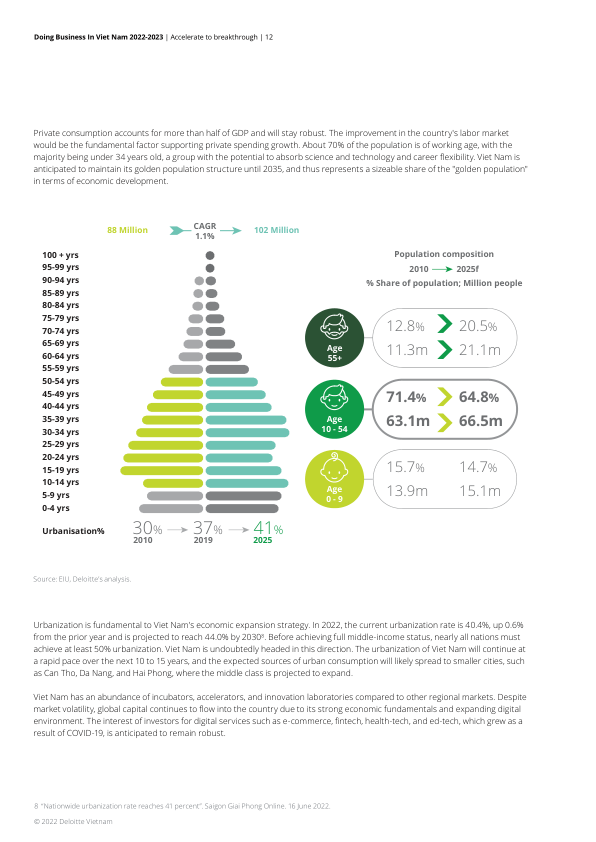 Doing Business In Viet Nam 2022-2023 | Accelerate to breakthrough | 12
Private consumption accounts for more than half of GDP and will stay robust. The improvement in the country's labor market
would be the fundamental factor supporting private spending growth. About 70% of the population is of working age, with the
majority being under 34 years old, a group with the potential to absorb science and technology and career flexibility. Viet Nam is
anticipated to maintain its golden population structure until 2035, and thus represents a sizeable share of the "golden population"
in terms of economic development.
88 Million
CAGR
1.1%
102 Million
100 + yrs
95-99 yrs
90-94 yrs
85-89 yrs
80-84 yrs
75-79 yrs
70-74 yrs
65-69 yrs
60-64 yrs
55-59 yrs
50-54 yrs
45-49 yrs
40-44 yrs
35-39 yrs
30-34 yrs
25-29 yrs
20-24 yrs
15-19 yrs
10-14 yrs
5-9 yrs
0-4 yrs
Urbanisation%
30% 37% 41%
2010 2019 2025
Population composition
2010 2025f
% Share of population; Million people
Age
55+
12.8% 20.5%
11.3m 21.1m
Age
10 - 54
71.4% 64.8%
63.1m 66.5m
Age
0 - 9
15.7% 14.7%
13.9m 15.1m
Source: EIU, Deloitte's analysis.
Urbanization is fundamental to Viet Nam's economic expansion strategy. In 2022, the current urbanization rate is 40.4%, up 0.6%
from the prior year and is projected to reach 44.0% by 2030⁸. Before achieving full middle-income status, nearly all nations must
achieve at least 50% urbanization. Viet Nam is undoubtedly headed in this direction. The urbanization of Viet Nam will continue at
a rapid pace over the next 10 to 15 years, and the expected sources of urban consumption will likely spread to smaller cities, such
as Can Tho, Da Nang, and Hai Phong, where the middle class is projected to expand.
Viet Nam has an abundance of incubators, accelerators, and innovation laboratories compared to other regional markets. Despite
market volatility, global capital continues to flow into the country due to its strong economic fundamentals and expanding digital
environment. The interest of investors for digital services such as e-commerce, fintech, health-tech, and ed-tech, which grew as a
result of COVID-19, is anticipated to remain robust.
8 "Nationwide urbanization rate reaches 41 percent". Saigon Giai Phong Online. 16 June 2022.
© 2022 Deloitte Vietnam